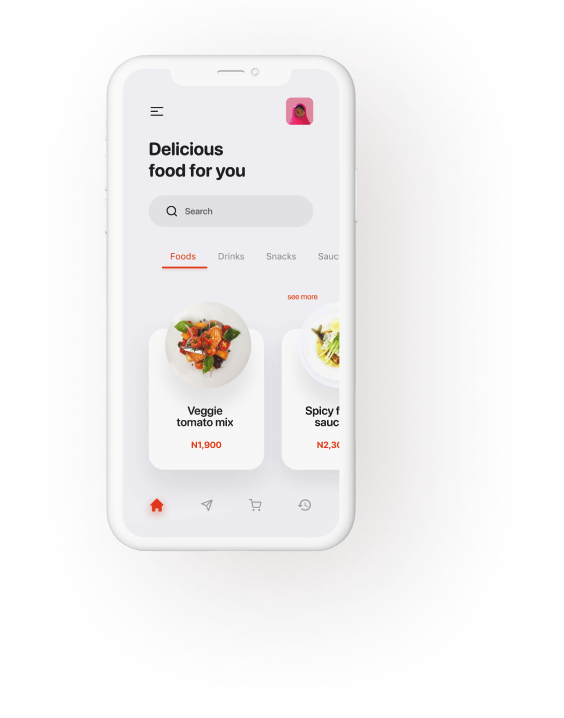 Delicious
food for you
Search
Foods Drinks Snacks Sauc
see more
Veggie
tomato mix
Spicy f
sauc
N1,900
N2,30